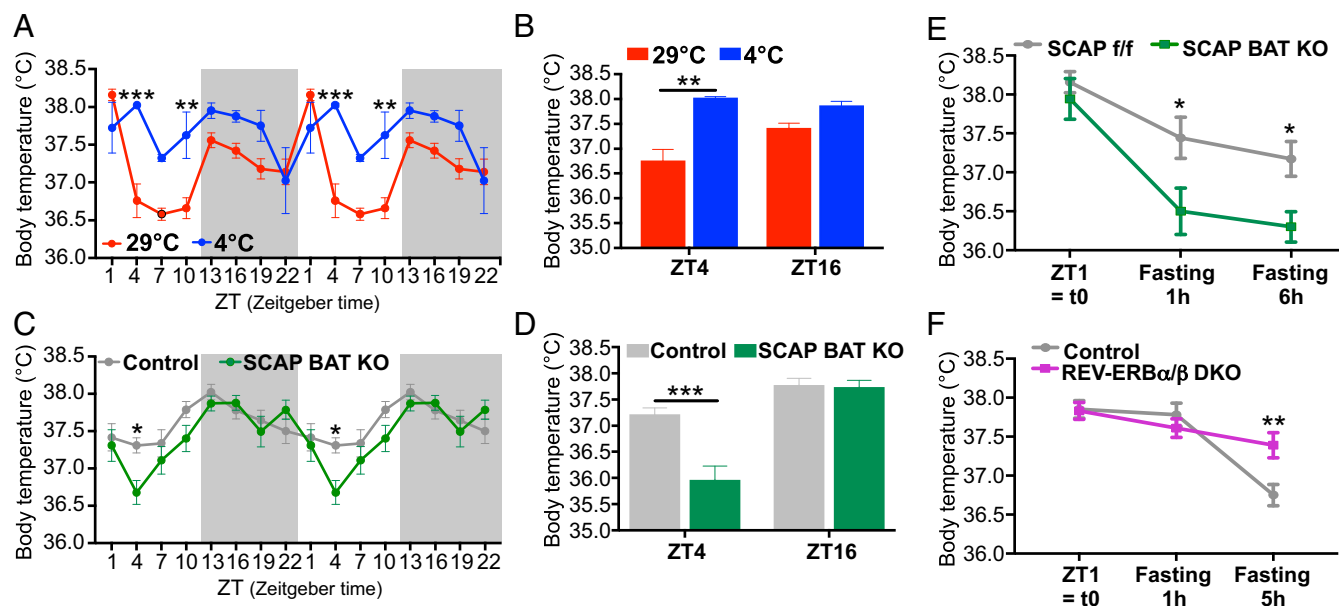 A
Body temperature (°C)
38.5
38.0
37.5
37.0
36.5
36.0
35.5
35.0
*** ** *** **
29°C 4°C
1 4 7 10 13 16 19 22 1 4 7 10 13 16 19 22
ZT (Zeitgeber time)
B
29°C 4°C
Body temperature (°C)
38.5
38.0
37.5
37.0
36.5
36.0
35.5
35.0
**
ZT4 ZT16
C
Control SCAP BAT KO
Body temperature (°C)
38.5
38.0
37.5
37.0
36.5
36.0
* *
1 4 7 10 13 16 19 22 1 4 7 10 13 16 19 22
ZT (Zeitgeber time)
D
Control SCAP BAT KO
Body temperature (°C)
38.5
38.0
37.5
37.0
36.5
36.0
35.5
35.0
***
ZT4 ZT16
E
SCAP f/f SCAP BAT KO
Body temperature (°C)
38.5
38.0
37.5
37.0
36.5
36.0
* *
ZT1 Fasting Fasting
= t0 1h 6h
F
Control
REV-ERBα/β DKO
Body temperature (°C)
38.5
38.0
37.5
37.0
36.5
36.0
**
ZT1 Fasting Fasting
= t0 1h 5h